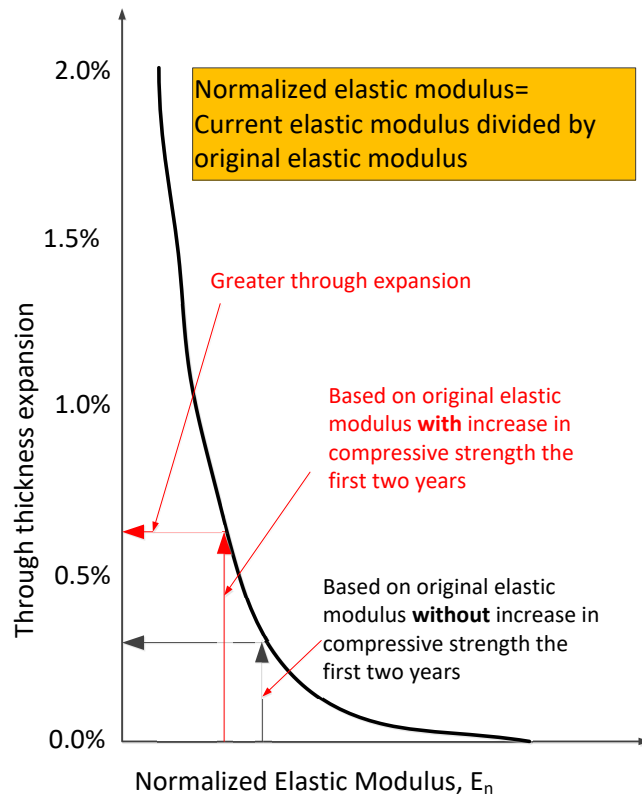 2.0%
Normalized elastic modulus=
Current elastic modulus divided by
original elastic modulus
1.5%
Greater through expansion
1.0%
Based on original elastic
modulus with increase in
compressive strength the
first two years
0.5%
Based on original elastic
modulus without increase in
compressive strength the
first two years
0.0%
Through thickness expansion
Normalized Elastic Modulus, En